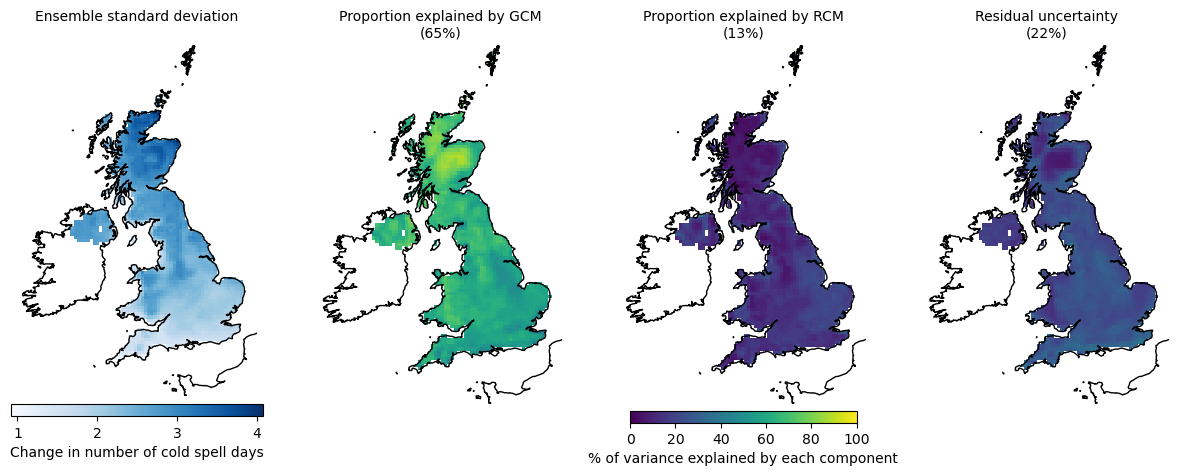 Ensemble standard deviation
Proportion explained by GCM
(65%)
Proportion explained by RCM
(13%)
Residual uncertainty
(22%)
1 2 3 4
Change in number of cold spell days
0 20 40 60 80 100
% of variance explained by each component